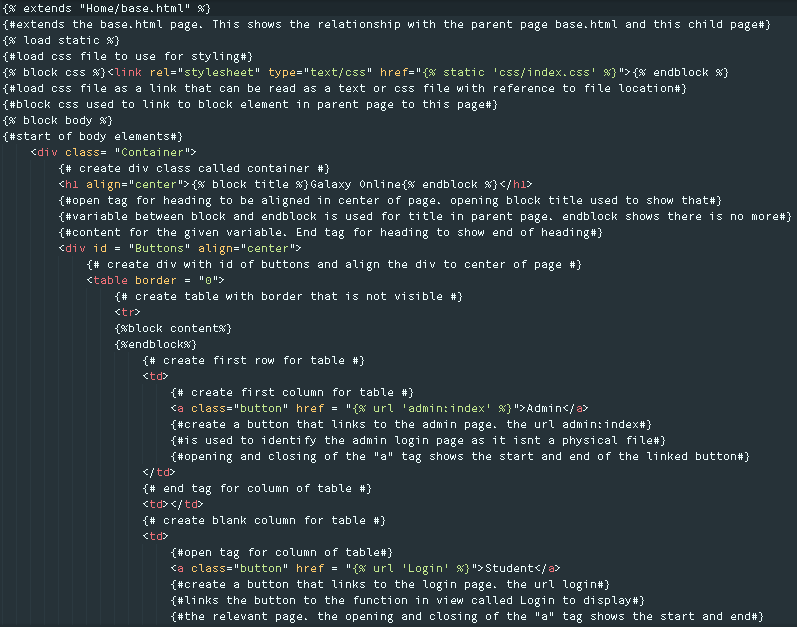 {% extends "Home/base.html" %}
{#extends the base.html page. This shows the relationship with the parent page base.html and this child page#}
{% load static %}
{#load css file to use for styling#}
{% block css %}<link rel="stylesheet" type="text/css" href="{% static 'css/index.css' %}">{% endblock %}
{#load css file as a link that can be read as a text or css file with reference to file location#}
{#block css used to link to block element in parent page to this page#}
{% block body %}
{#start of body elements#}
    <div class= "Container">
        {# create div class called container #}
        <h1 align="center">{% block title %}Galaxy Online{% endblock %}</h1>
        {#open tag for heading to be aligned in center of page. opening block title used to show that#}
        {#variable between block and endblock is used for title in parent page. endblock shows there is no more#}
        {#content for the given variable. End tag for heading to show end of heading#}
        <div id = "Buttons" align="center">
            {# create div with id of buttons and align the div to center of page #}
            <table border = "0">
                {# create table with border that is not visible #}
                <tr>
                {%block content%}
                {%endblock%}
                    {# create first row for table #}
                    <td>
                        {# create first column for table #}
                        <a class="button" href = "{% url 'admin:index' %}">Admin</a>
                        {#create a button that links to the admin page. the url admin:index#}
                        {#is used to identify the admin login page as it isnt a physical file#}
                        {#opening and closing of the "a" tag shows the start and end of the linked button#}
                    </td>
                    {# end tag for column of table #}
                    <td></td>
                    {# create blank column for table #}
                    <td>
                        {#open tag for column of table#}
                        <a class="button" href = "{% url 'Login' %}">Student</a>
                        {#create a button that links to the login page. the url login#}
                        {#links the button to the function in view called Login to display#}
                        {#the relevant page. the opening and closing of the "a" tag shows the start and end#}